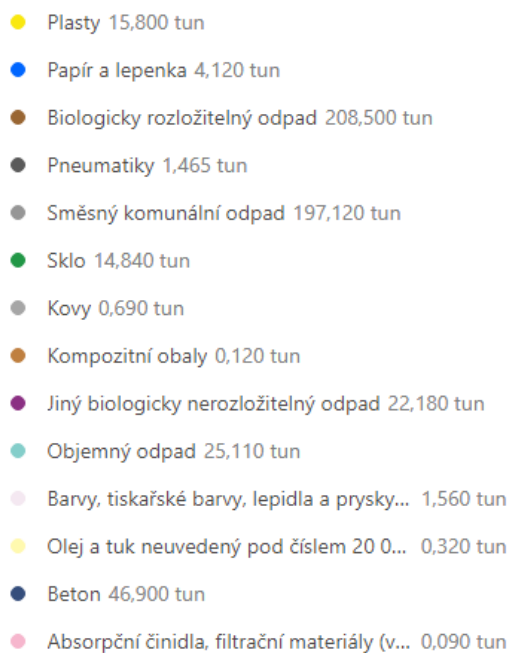 Plasty 15,800 tun
Papír a lepenka 4,120 tun
Biologicky rozložitelný odpad 208,500 tun
Pneumatiky 1,465 tun
Směsný komunální odpad 197,120 tun
Sklo 14,840 tun
Kovy 0,690 tun
Kompozitní obaly 0,120 tun
Jiný biologicky nerozložitelný odpad 22,180 tun
Objemný odpad 25,110 tun
Barvy, tiskařské barvy, lepidla a prysky... 1,560 tun
Olej a tuk neuvedený pod číslem 20 0... 0,320 tun
Beton 46,900 tun
Absorpční činidla, filtrační materiály (v... 0,090 tun